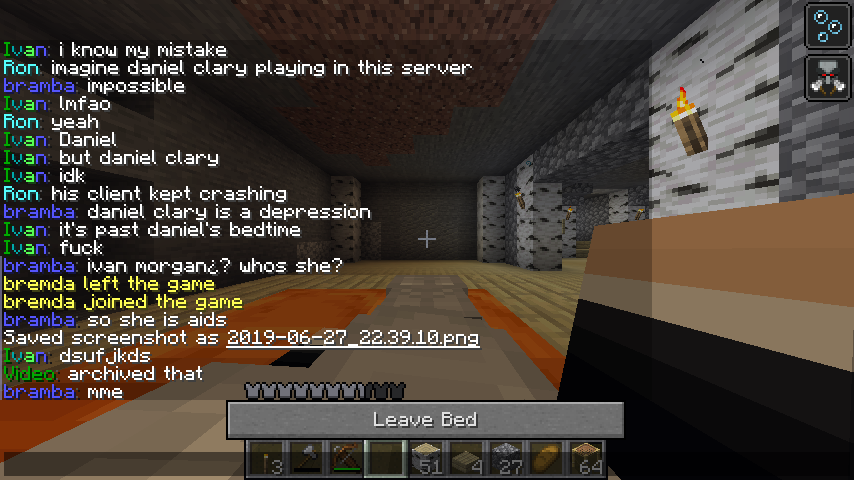 Ivan: i know my mistake
Ron: imagine daniel clary playing in this server
bramba: impossible
Ivan: lmfao
Ron: yeah
Ivan: Daniel
Ivan: but daniel clary
Ivan: idk
Ron: his client kept crashing
bramba: daniel clary is a depression
Ivan: it's past daniel's bedtime
Ivan: fuck
bramba: ivan morgan¿? whos she?
bremda left the game
bremda joined the game
bramba: so she is aids
Saved screenshot as 2019-06-27_22.39.10.png
Ivan: dsufjkds
Video: archived that
bramba: mme
Leave Bed
3 51 4 27 64